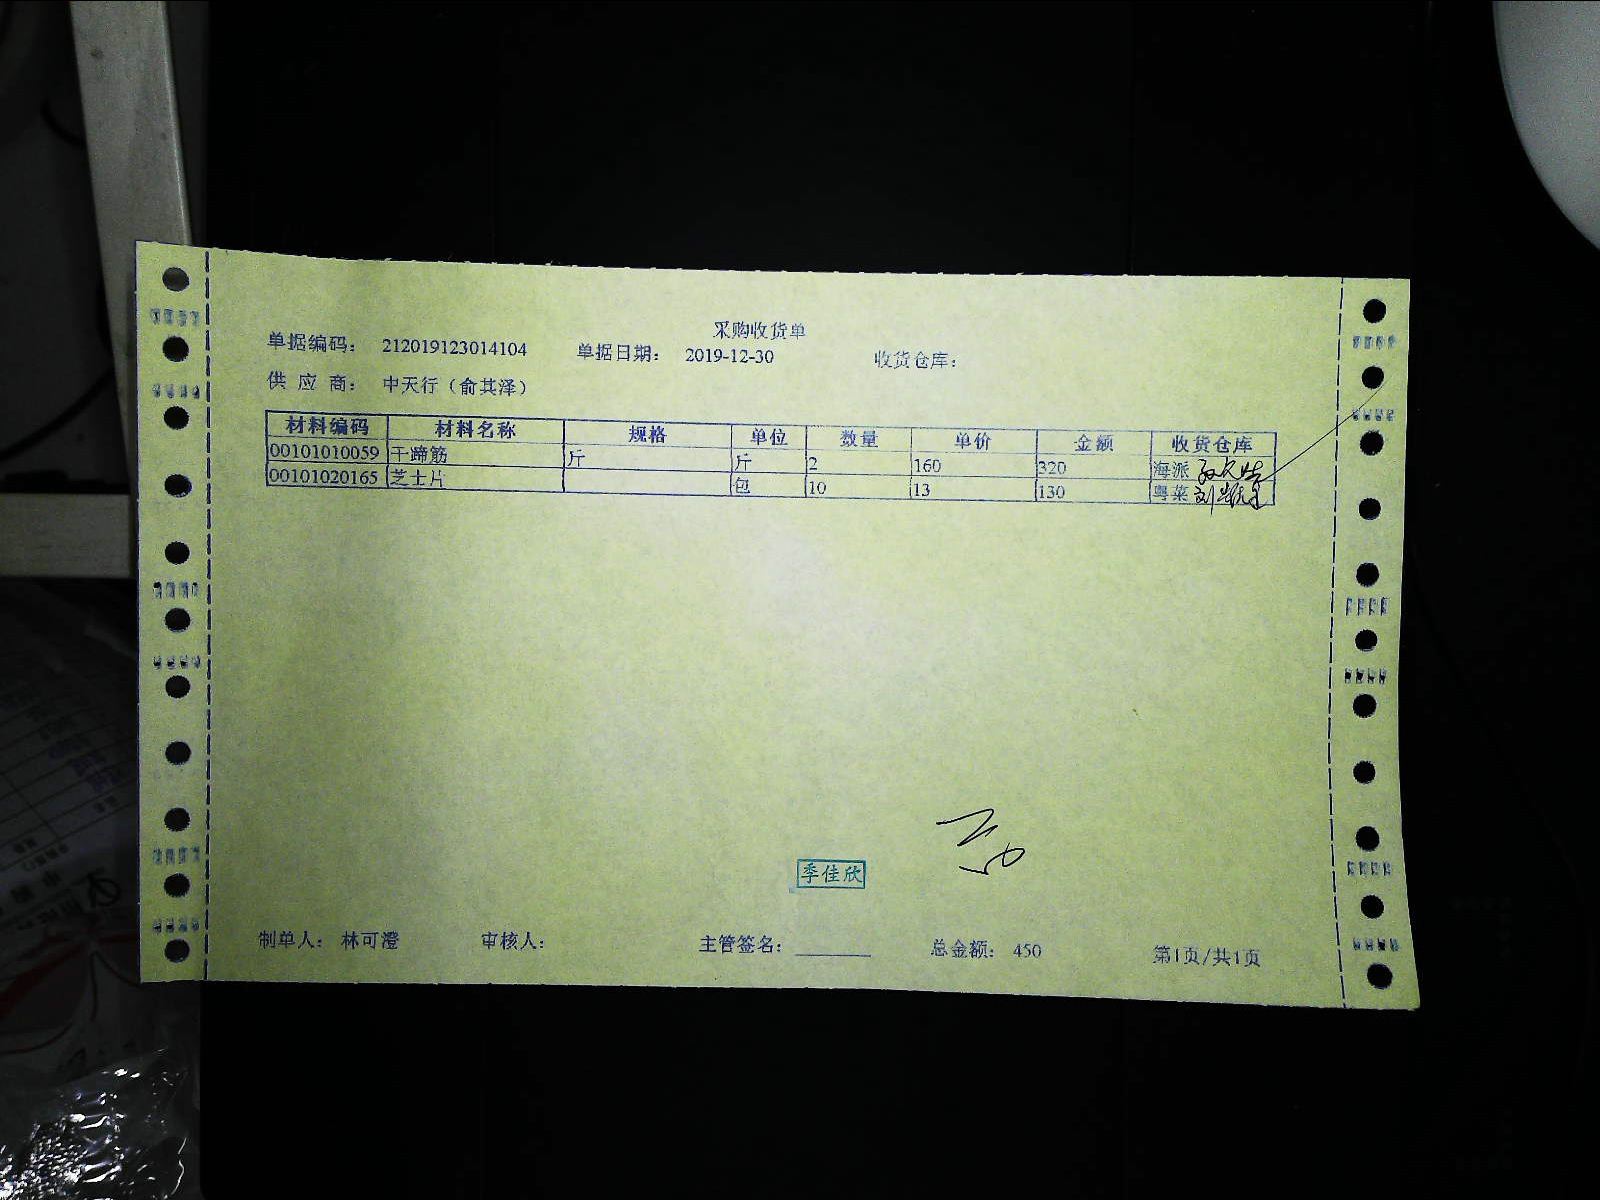 采购收货单
单据编码： 212019123014104 单据日期： 2019-12-30 收货仓库：
供 应 商： 中天行（俞其泽）
材料编码 材料名称 规格 单位 数量 单价 金额 收货仓库
00101010059 干蹄筋 斤 斤 2 160 320 海派
00101020165 芝士片 包 10 13 130 粤菜
季佳欣
制单人： 林可澄 审核人： 主管签名： 总金额： 450 第1页/共1页